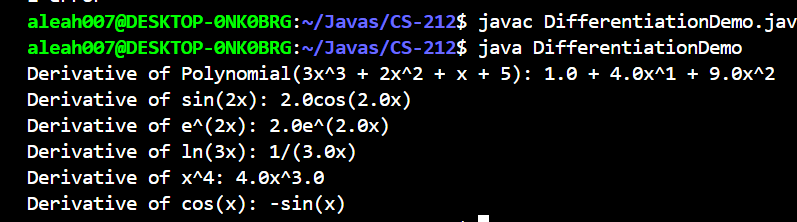 aleah007@DESKTOP-0NK0BRG:~/Javas/CS-212$ javac DifferentiationDemo.jav
aleah007@DESKTOP-0NK0BRG:~/Javas/CS-212$ java DifferentiationDemo
Derivative of Polynomial(3x^3 + 2x^2 + x + 5): 1.0 + 4.0x^1 + 9.0x^2
Derivative of sin(2x): 2.0cos(2.0x)
Derivative of e^(2x): 2.0e^(2.0x)
Derivative of ln(3x): 1/(3.0x)
Derivative of x^4: 4.0x^3.0
Derivative of cos(x): -sin(x)